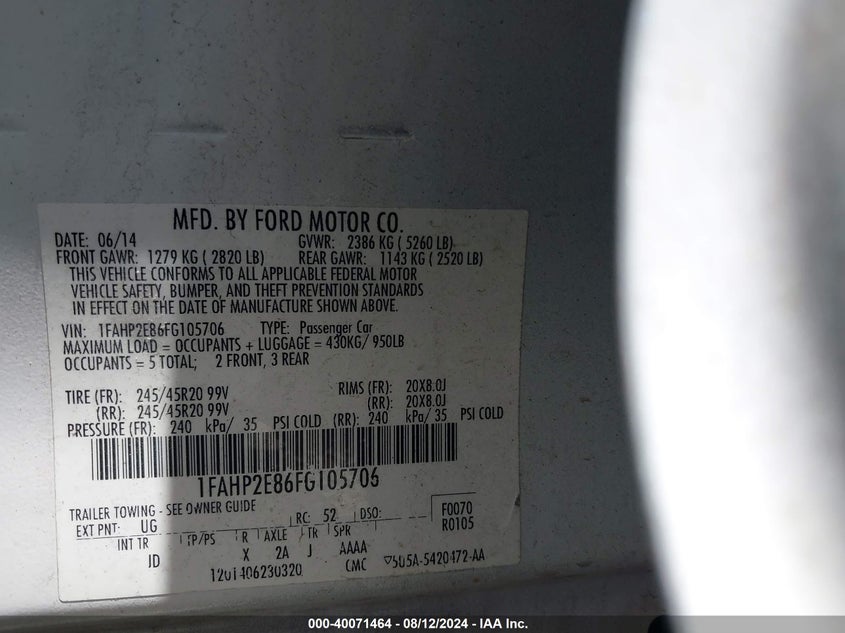 MFD. BY FORD MOTOR CO.
DATE: 06/14 GVWR: 2386 KG ( 5260 LB)
FRONT GAWR: 1279 KG ( 2820 LB) REAR GAWR: 1143 KG ( 2520 LB)
THIS VEHICLE CONFORMS TO ALL APPLICABLE FEDERAL MOTOR
VEHICLE SAFETY, BUMPER, AND THEFT PREVENTION STANDARDS
IN EFFECT ON THE DATE OF MANUFACTURE SHOWN ABOVE.
VIN: 1FAHP2E86FG105706 TYPE: Passenger Car
MAXIMUM LOAD = OCCUPANTS + LUGGAGE = 430KG/ 950LB
OCCUPANTS = 5 TOTAL; 2 FRONT, 3 REAR
TIRE (FR): 245/45R20 99V RIMS (FR): 20X8.0J
(RR): 245/45R20 99V (RR): 20X8.0J
PRESSURE (FR): 240 kPa/ 35 PSI COLD (RR): 240 kPa/ 35 PSI COLD
1FAHP2E86FG105706
TRAILER TOWING - SEE OWNER GUIDE
EXT PNT: UG RC: 52 DSO: F0070
R0105
INT TR TP/PS R AXLE TR SPR
JD X 2A J AAAA
1201406230320 CMC 5U5A-5420472-AA
000-40071464 - 08/12/2024 - IAA Inc.